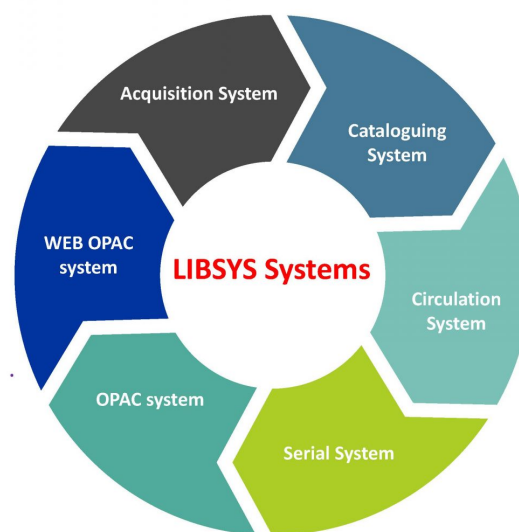 Acquisition System
Cataloguing
System
WEB OPAC
system
LIBSYS Systems
Circulation
System
OPAC system
Serial System